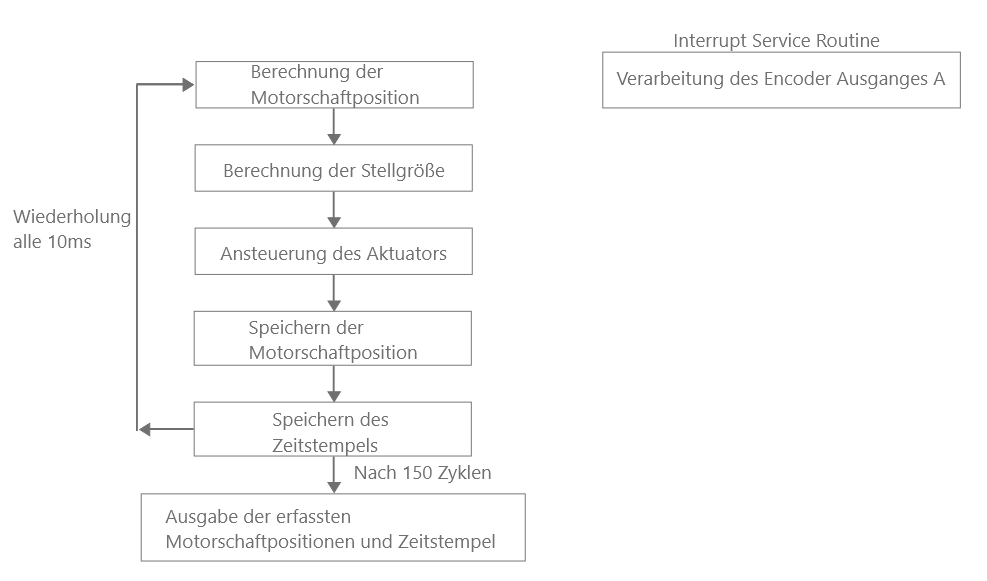 Interrupt Service Routine
Verarbeitung des Encoder Ausganges A
Berechnung der
Motorschaftposition
Berechnung der Stellgröße
Wiederholung
alle 10ms
Ansteuerung des Aktuators
Speichern der
Motorschaftposition
Speichern des
Zeitstempels
Nach 150 Zyklen
Ausgabe der erfassten
Motorschaftpositionen und Zeitstempel